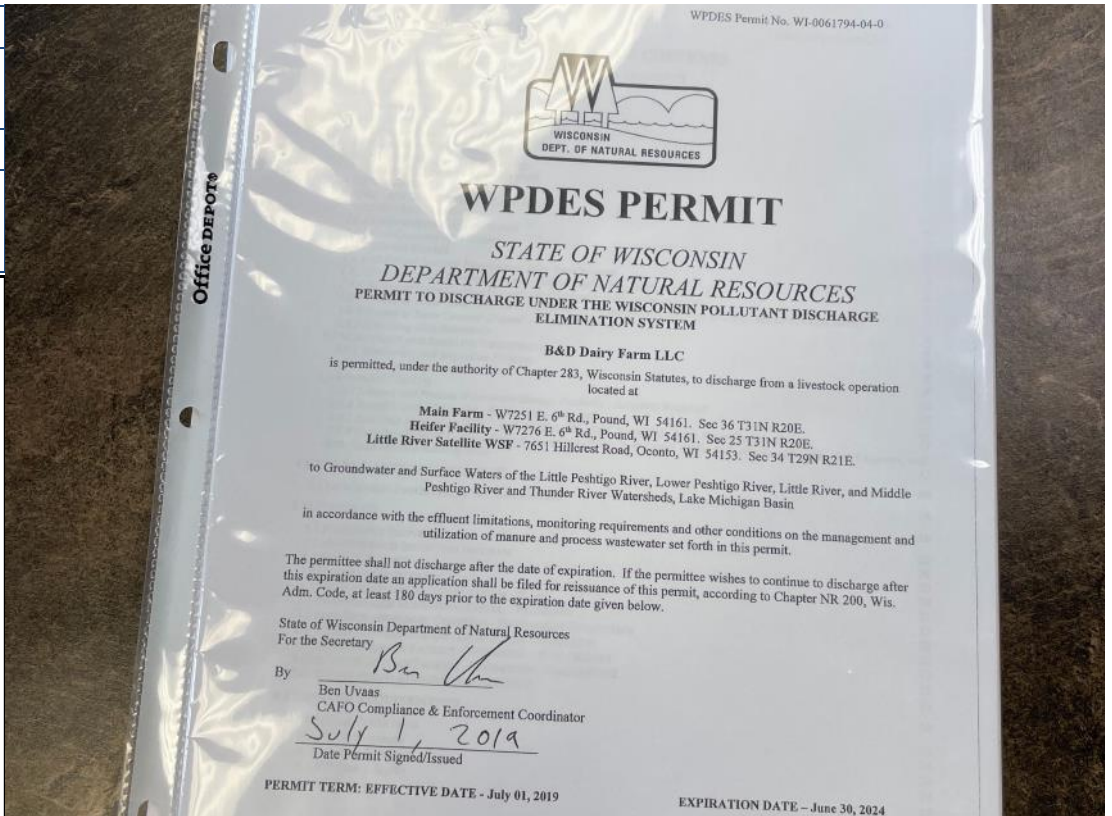 WPDES Permit No. WI-0061794-04-0
W
WISCONSIN
DEPT. OF NATURAL RESOURCES
Office DEPOT®
WPDES PERMIT
STATE OF WISCONSIN
DEPARTMENT OF NATURAL RESOURCES
PERMIT TO DISCHARGE UNDER THE WISCONSIN POLLUTANT DISCHARGE
ELIMINATION SYSTEM
B&D Dairy Farm LLC
is permitted, under the authority of Chapter 283, Wisconsin Statutes, to discharge from a livestock operation
located at
Main Farm - W7251 E. 6th Rd., Pound, WI 54161. Sec 36 T31N R20E.
Heifer Facility - W7276 E. 6th Rd., Pound, WI 54161. Sec 25 T31N R20E.
Little River Satellite WSF - 7651 Hillcrest Road, Oconto, WI 54153. Sec 34 T29N R21E.
to Groundwater and Surface Waters of the Little Peshtigo River, Lower Peshtigo River, Little River, and Middle
Peshtigo River and Thunder River Watersheds, Lake Michigan Basin
in accordance with the effluent limitations, monitoring requirements and other conditions on the management and
utilization of manure and process wastewater set forth in this permit.
The permittee shall not discharge after the date of expiration. If the permittee wishes to continue to discharge after
this expiration date an application shall be filed for reissuance of this permit, according to Chapter NR 200, Wis.
Adm. Code, at least 180 days prior to the expiration date given below.
State of Wisconsin Department of Natural Resources
For the Secretary
By
Ben Uvaas
CAFO Compliance & Enforcement Coordinator
July 1, 2019
Date Permit Signed/Issued
PERMIT TERM: EFFECTIVE DATE - July 01, 2019
EXPIRATION DATE – June 30, 2024